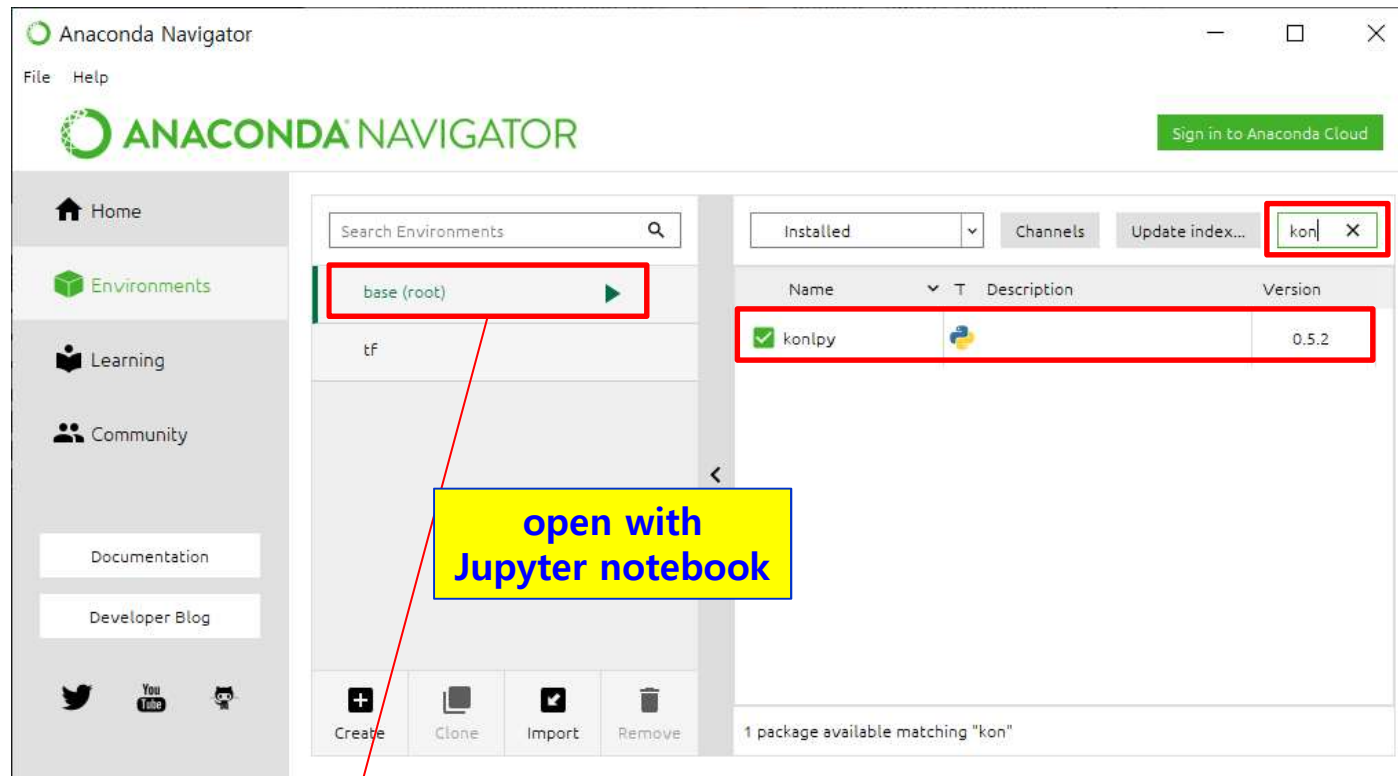 Anaconda Navigator
File Help
ANACONDA NAVIGATOR
Sign in to Anaconda Cloud
Home
Environments
Learning
Community
Documentation
Developer Blog
You
Tube
Search Environments
base (root)
tf
Create Clone Import Remove
Installed Channels Update index... kon
Name T Description Version
konlpy 0.5.2
open with
Jupyter notebook
1 package available matching "kon"